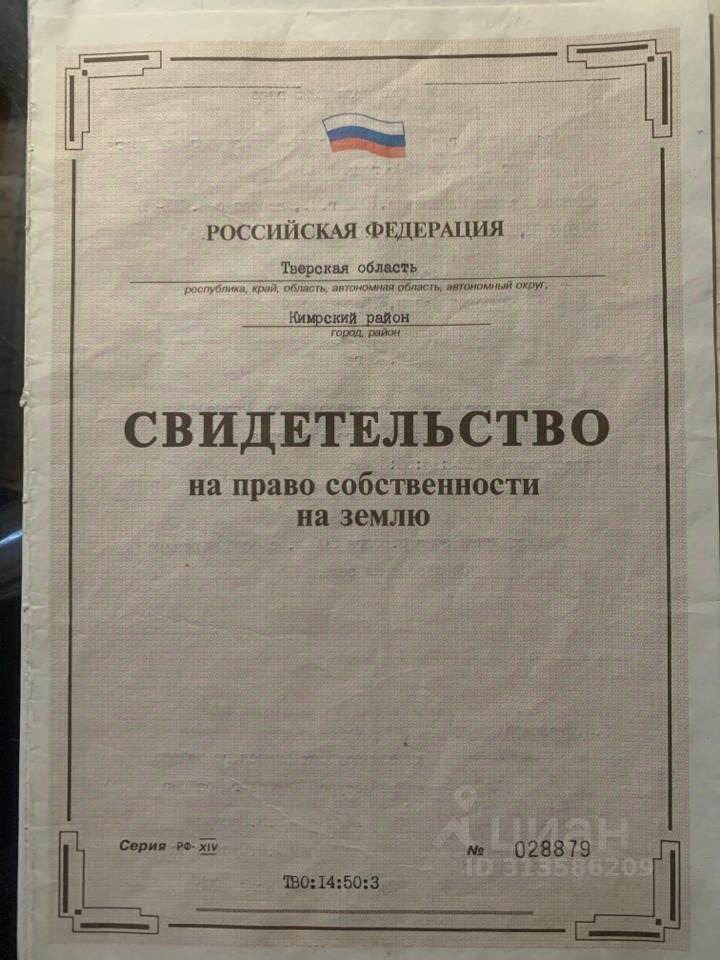 РОССИЙСКАЯ ФЕДЕРАЦИЯ
Тверская область
республика, край, область, автономная область, автономный округ,
Кимрский район
город, район
СВИДЕТЕЛЬСТВО
на право собственности
на землю
циан
Серия РФ-XIV № 028879
ID 313586209
ТВ0:I4:50:3